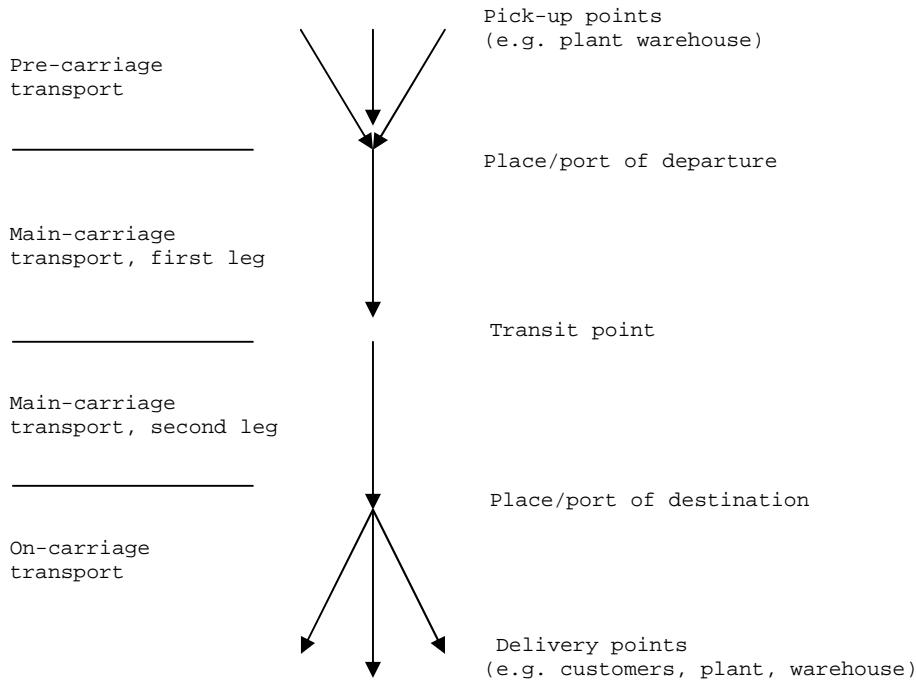 Pick-up points
(e.g. plant warehouse)
Pre-carriage
transport
Place/port of departure
Main-carriage
transport, first leg
Transit point
Main-carriage
transport, second leg
Place/port of destination
On-carriage
transport
Delivery points
(e.g. customers, plant, warehouse)